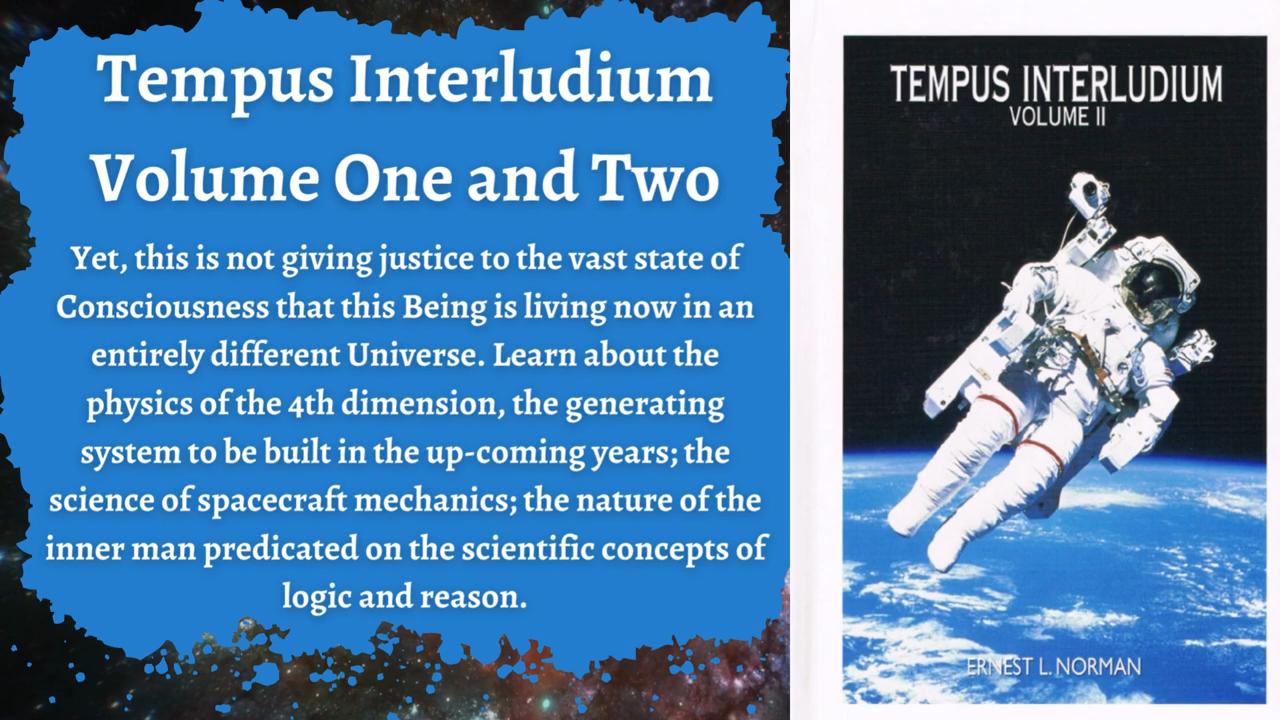 Tempus Interludium
Volume One and Two
Yet, this is not giving justice to the vast state of
Consciousness that this Being is living now in an
entirely different Universe. Learn about the
physics of the 4th dimension, the generating
system to be built in the up-coming years; the
science of spacecraft mechanics; the nature of the
inner man predicated on the scientific concepts of
logic and reason.
TEMPUS INTERLUDIUM
VOLUME II
ERNEST L. NORMAN